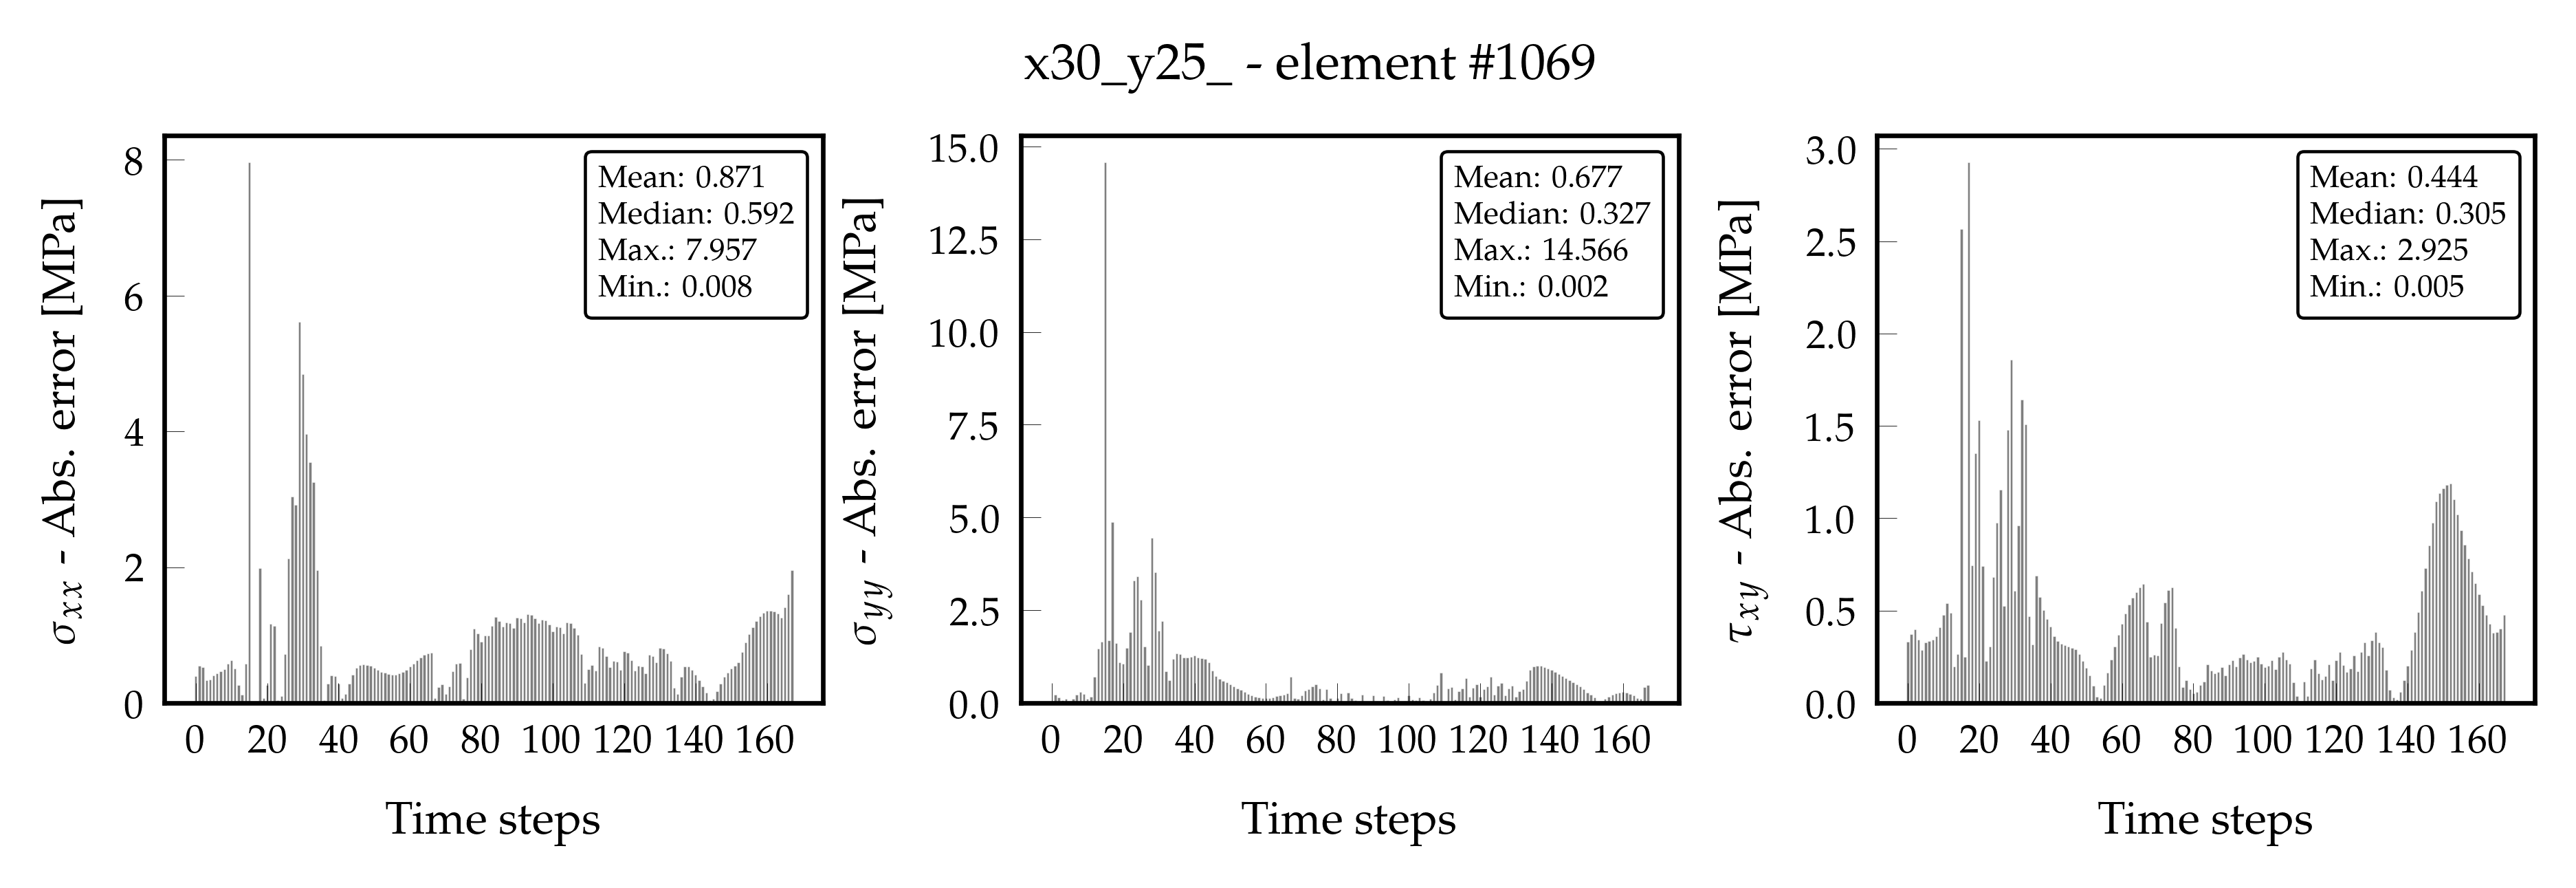 x30_y25_ - element #1069
σxx - Abs. error [MPa]
8
6
4
2
0
Mean: 0.871
Median: 0.592
Max.: 7.957
Min.: 0.008
0 20 40 60 80 100 120 140 160
Time steps
σyy - Abs. error [MPa]
15.0
12.5
10.0
7.5
5.0
2.5
0.0
Mean: 0.677
Median: 0.327
Max.: 14.566
Min.: 0.002
0 20 40 60 80 100 120 140 160
Time steps
τxy - Abs. error [MPa]
3.0
2.5
2.0
1.5
1.0
0.5
0.0
Mean: 0.444
Median: 0.305
Max.: 2.925
Min.: 0.005
0 20 40 60 80 100 120 140 160
Time steps